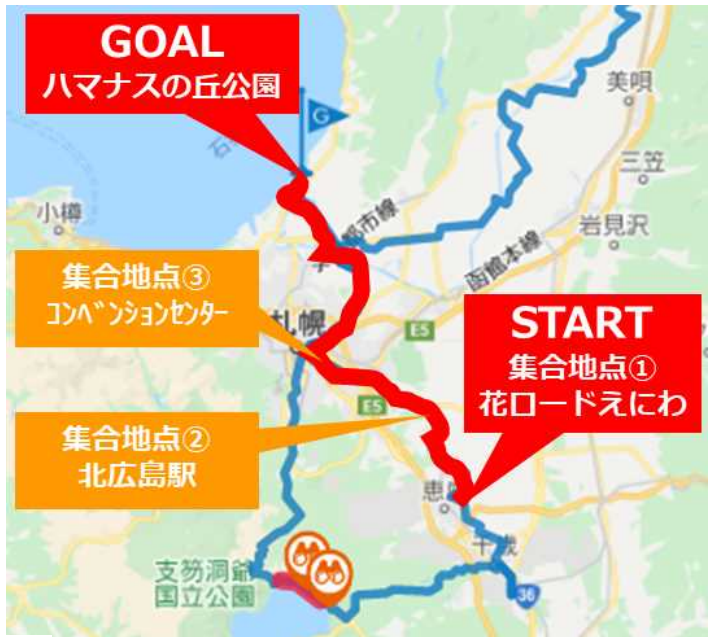 GOAL
ハマナスの丘公園
G
石
美唄
三笠
小樽
都市線
岩見沢
函館本線
集合地点③
コンベンションセンター
札幌
E5
START
集合地点①
花ロードえにわ
E5
集合地点②
北広島駅
恵
千歳
支笏洞爺
国立公園
36